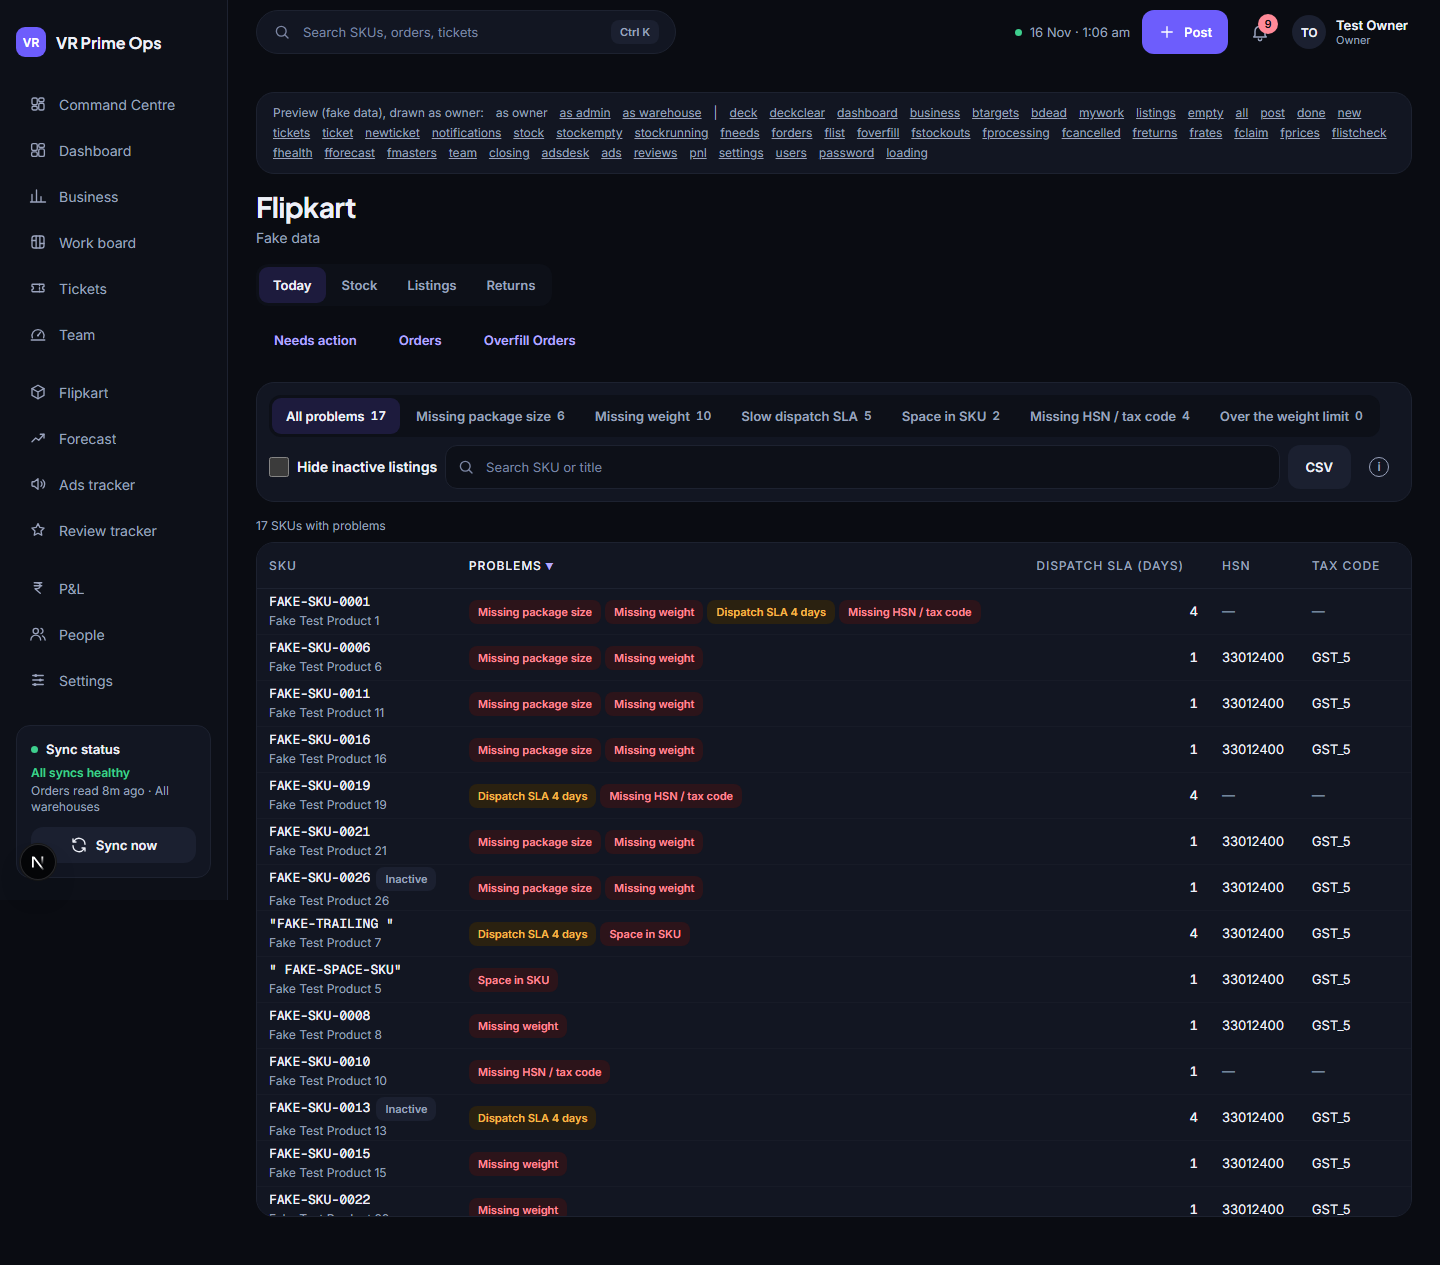 VR VR Prime Ops
Search SKUs, orders, tickets Ctrl K
16 Nov · 1:06 am
+ Post
9
TO Test Owner
Owner
Command Centre
Dashboard
Business
Work board
Tickets
Team
Flipkart
Forecast
Ads tracker
Review tracker
P&L
People
Settings
Sync status
All syncs healthy
Orders read 8m ago · All
warehouses
Sync now
N
Preview (fake data), drawn as owner: as owner as admin as warehouse | deck deckclear dashboard business btargets bdead mywork listings empty all post done new
tickets ticket newticket notifications stock stockempty stockrunning fneeds forders flist foverfill fstockouts fprocessing fcancelled freturns frates fclaim fprices flistcheck
fhealth fforecast fmasters team closing adsdesk ads reviews pnl settings users password loading
Flipkart
Fake data
Today Stock Listings Returns
Needs action Orders Overfill Orders
All problems 17 Missing package size 6 Missing weight 10 Slow dispatch SLA 5 Space in SKU 2 Missing HSN / tax code 4 Over the weight limit 0
Hide inactive listings Search SKU or title CSV i
17 SKUs with problems
SKU PROBLEMS ▼ DISPATCH SLA (DAYS) HSN TAX CODE
FAKE-SKU-0001
Fake Test Product 1
Missing package size Missing weight Dispatch SLA 4 days Missing HSN / tax code 4 — —
FAKE-SKU-0006
Fake Test Product 6
Missing package size Missing weight 1 33012400 GST_5
FAKE-SKU-0011
Fake Test Product 11
Missing package size Missing weight 1 33012400 GST_5
FAKE-SKU-0016
Fake Test Product 16
Missing package size Missing weight 1 33012400 GST_5
FAKE-SKU-0019
Fake Test Product 19
Dispatch SLA 4 days Missing HSN / tax code 4 — —
FAKE-SKU-0021
Fake Test Product 21
Missing package size Missing weight 1 33012400 GST_5
FAKE-SKU-0026 Inactive
Fake Test Product 26
Missing package size Missing weight 1 33012400 GST_5
"FAKE-TRAILING "
Fake Test Product 7
Dispatch SLA 4 days Space in SKU 4 33012400 GST_5
" FAKE-SPACE-SKU"
Fake Test Product 5
Space in SKU 1 33012400 GST_5
FAKE-SKU-0008
Fake Test Product 8
Missing weight 1 33012400 GST_5
FAKE-SKU-0010
Fake Test Product 10
Missing HSN / tax code 1 — —
FAKE-SKU-0013 Inactive
Fake Test Product 13
Dispatch SLA 4 days 4 33012400 GST_5
FAKE-SKU-0015
Fake Test Product 15
Missing weight 1 33012400 GST_5
FAKE-SKU-0022
Missing weight 1 33012400 GST_5